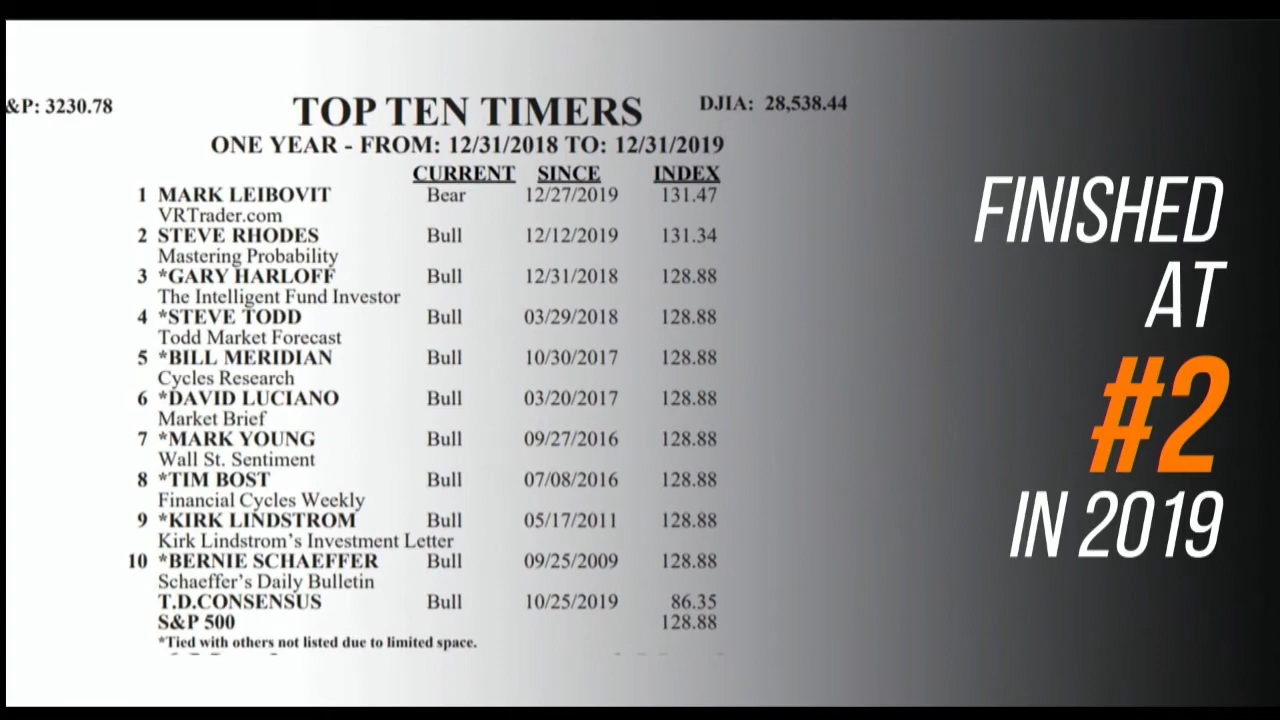 &P: 3230.78
TOP TEN TIMERS
DJIA: 28,538.44
ONE YEAR - FROM: 12/31/2018 TO: 12/31/2019
CURRENT SINCE INDEX
1 MARK LEIBOVIT Bear 12/27/2019 131.47
VRTrader.com
2 STEVE RHODES Bull 12/12/2019 131.34
Mastering Probability
3 *GARY HARLOFF Bull 12/31/2018 128.88
The Intelligent Fund Investor
4 *STEVE TODD Bull 03/29/2018 128.88
Todd Market Forecast
5 *BILL MERIDIAN Bull 10/30/2017 128.88
Cycles Research
6 *DAVID LUCIANO Bull 03/20/2017 128.88
Market Brief
7 *MARK YOUNG Bull 09/27/2016 128.88
Wall St. Sentiment
8 *TIM BOST Bull 07/08/2016 128.88
Financial Cycles Weekly
9 *KIRK LINDSTROM Bull 05/17/2011 128.88
Kirk Lindstrom's Investment Letter
10 *BERNIE SCHAEFFER Bull 09/25/2009 128.88
Schaeffer's Daily Bulletin
T.D.CONSENSUS Bull 10/25/2019 86.35
S&P 500 128.88
*Tied with others not listed due to limited space.
FINISHED
AT
#2
IN 2019